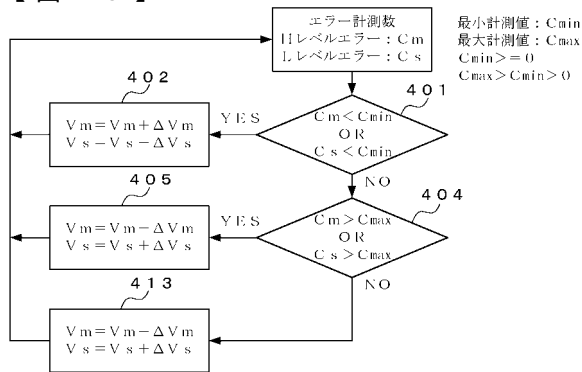 エラー計測数
Hレベルエラー：Cm
Lレベルエラー：Cs
最小計測値：Cmin
最大計測値：Cmax
Cmin>=0
Cmax>Cmin>0
401
Cm<Cmin
OR
Cs<Cmin
YES
NO
402
Vm=Vm+ΔVm
Vs=Vs-ΔVs
404
Cm>Cmax
OR
Cs>Cmax
YES
NO
405
Vm=Vm-ΔVm
Vs=Vs+ΔVs
413
Vm=Vm-ΔVm
Vs=Vs+ΔVs